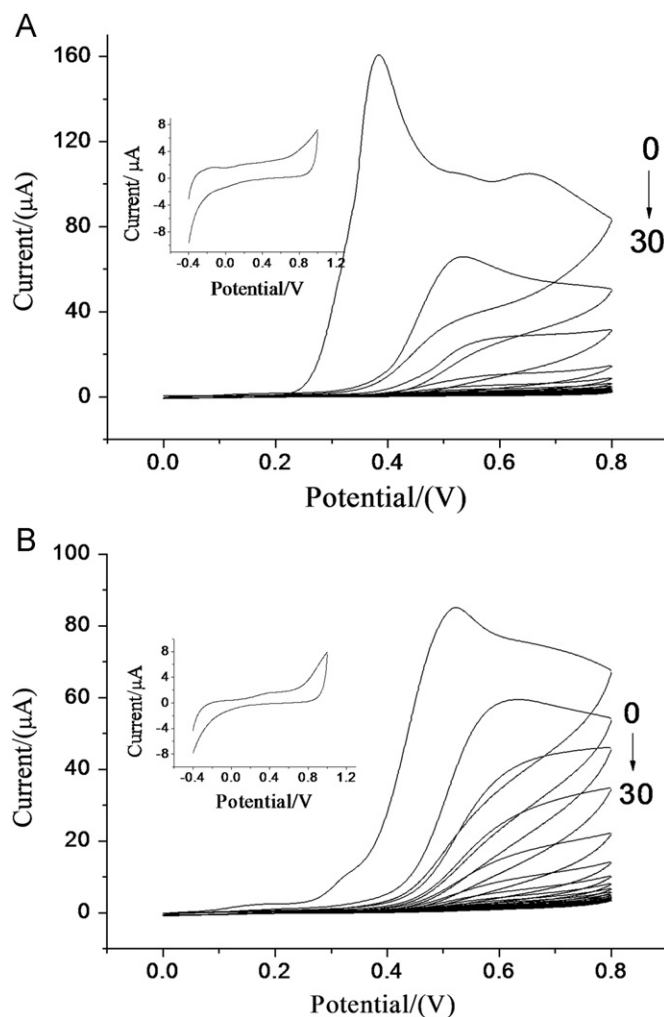 A
160
120
80
40
0
Current/(μA)
0.0 0.2 0.4 0.6 0.8
Potential/(V)
8
4
0
-4
-8
Current/μA
-0.4 0.0 0.4 0.8 1.2
Potential/V
0
30
B
100
80
60
40
20
0
Current/(μA)
0.0 0.2 0.4 0.6 0.8
Potential/(V)
8
4
0
-4
-8
Current/μA
-0.4 0.0 0.4 0.8 1.2
Potential/V
0
30